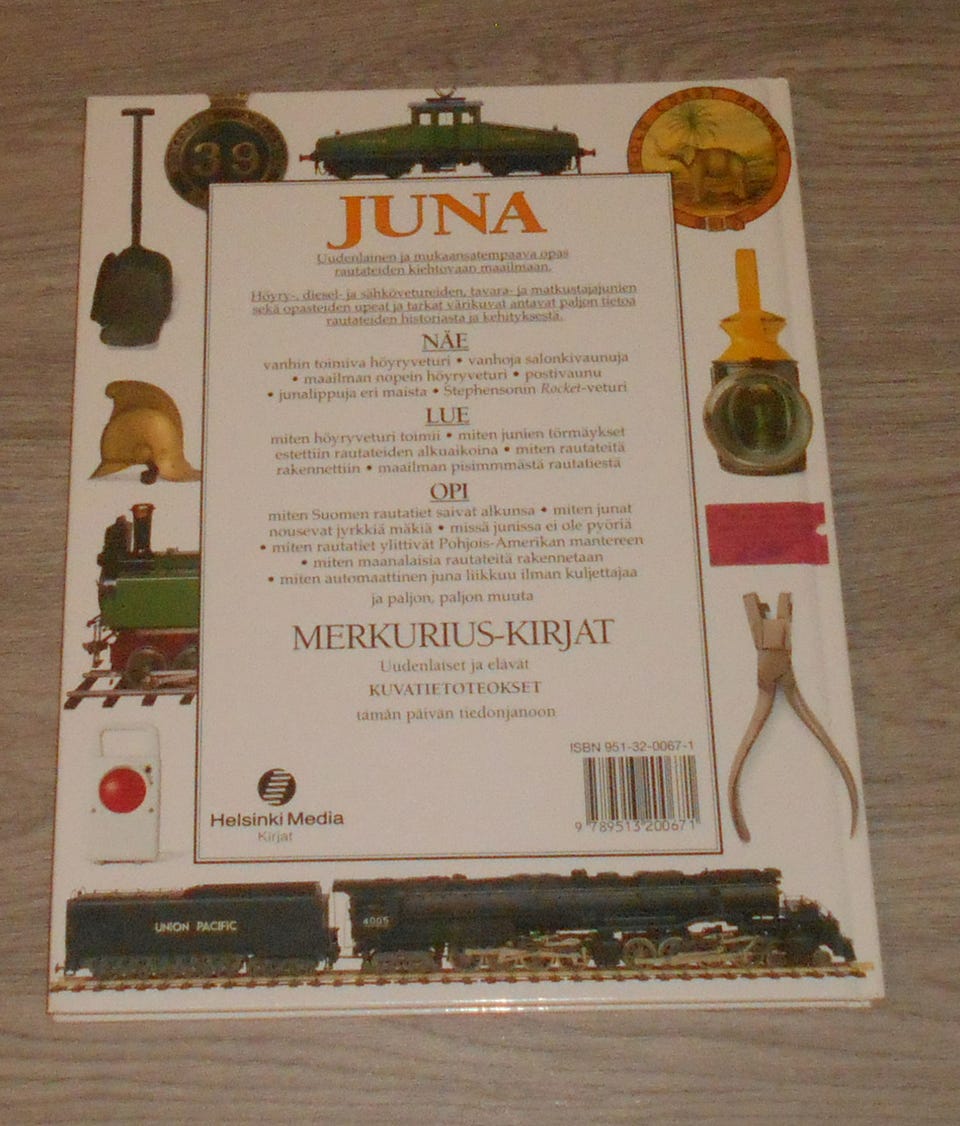 39
GOLD COAST RAILWAY
JUNA
Uudenlainen ja mukaansatempaava opas
rautateiden kiehtovaan maailmaan.
Höyry-, diesel- ja sähkövetureiden, tavara- ja matkustajajunien
sekä opasteiden upeat ja tarkat värikuvat antavat paljon tietoa
rautateiden historiasta ja kehityksestä.
NÄE
vanhin toimiva höyryveturi • vanhoja salonkivaunuja
• maailman nopein höyryveturi • postivaunu
• junalippuja eri maista • Stephensonin Rocket-veturi
LUE
miten höyryveturi toimii • miten junien törmäykset
estettiin rautateiden alkuaikoina • miten rautateitä
rakennettiin • maailman pisimmmästä rautatiestä
OPI
miten Suomen rautatiet saivat alkunsa • miten junat
nousevat jyrkkiä mäkiä • missä junissa ei ole pyöriä
• miten rautatiet ylittivät Pohjois-Amerikan mantereen
• miten maanalaisia rautateitä rakennetaan
• miten automaattinen juna liikkuu ilman kuljettajaa
ja paljon, paljon muuta
MERKURIUS-KIRJAT
Uudenlaiset ja elävät
KUVATIETOTEOKSET
tämän päivän tiedonjanoon
ISBN 951-32-0067-1
9 789513 200671
Helsinki Media
Kirjat
UNION PACIFIC
4005